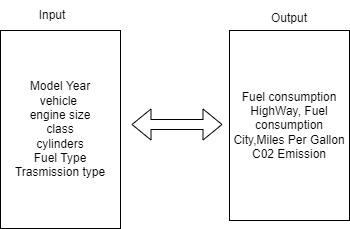 Input
Output
Model Year
vehicle
engine size
class
cylinders
Fuel Type
Trasmission type
Fuel consumption
HighWay, Fuel
consumption
City,Miles Per Gallon
C02 Emission